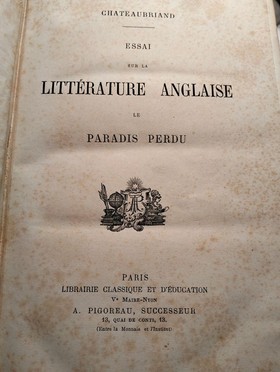 CHATEAUBRIAND
ESSAI
SUR LA
LITTÉRATURE ANGLAISE
LE
PARADIS PERDU
PARIS
LIBRAIRIE CLASSIQUE ET D'ÉDUCATION
Vᵉ MAIRE-NYON
A. PIGOREAU, SUCCESSEUR
13, QUAI DE CONTI, 13.
(Entre la Monnaie et l'Institut)